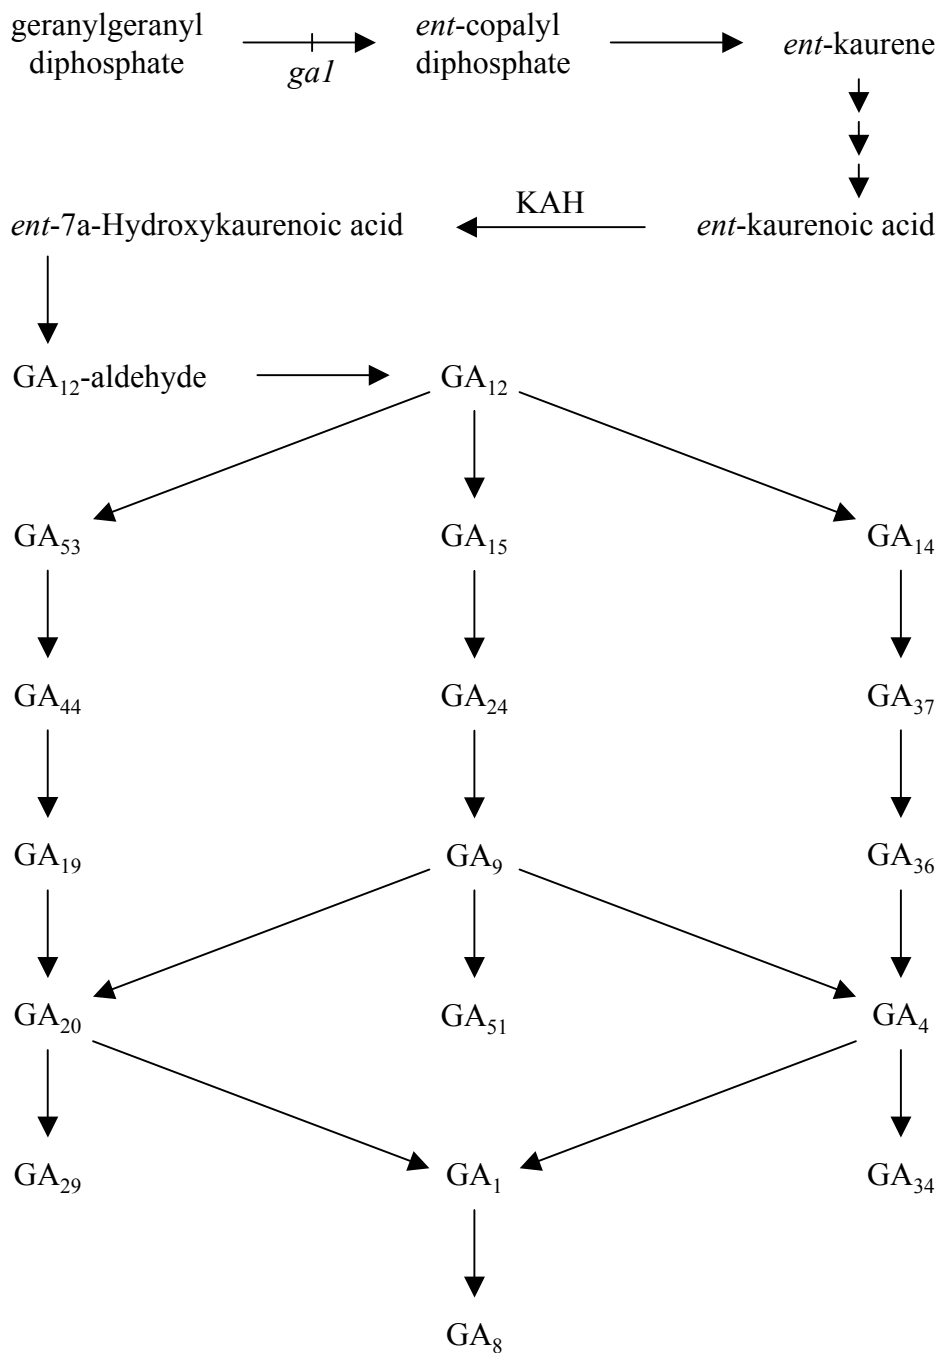 geranylgeranyl
diphosphate
ga1
ent-copalyl
diphosphate
ent-kaurene
ent-7a-Hydroxykaurenoic acid
KAH
ent-kaurenoic acid
GA12-aldehyde
GA12
GA53
GA15
GA14
GA44
GA24
GA37
GA19
GA9
GA36
GA20
GA51
GA4
GA29
GA1
GA34
GA8